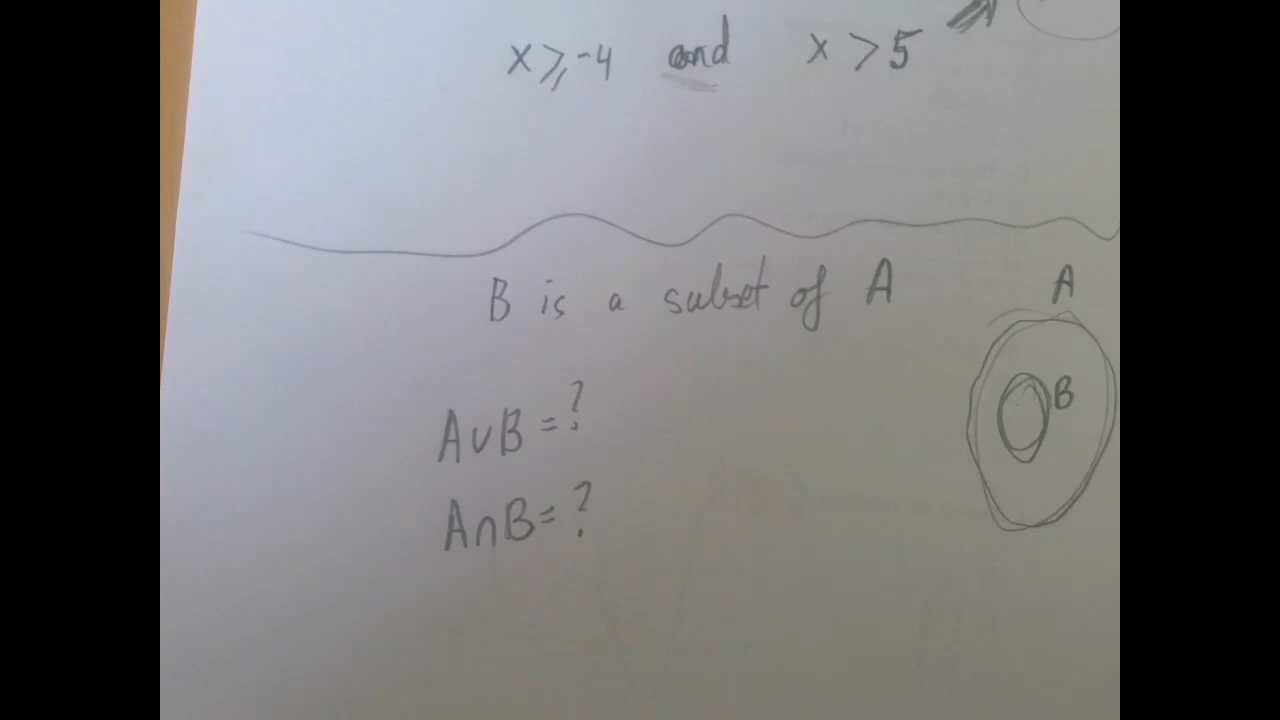 x ⩾ -4 and x > 5
B is a subset of A
A
B
A∪B = ?
A∩B = ?